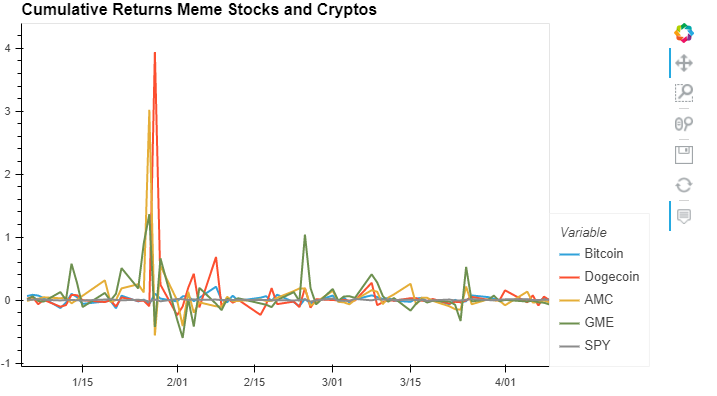 Cumulative Returns Meme Stocks and Cryptos
4
3
2
1
0
-1
1/15
2/01
2/15
3/01
3/15
4/01
Variable
Bitcoin
Dogecoin
AMC
GME
SPY